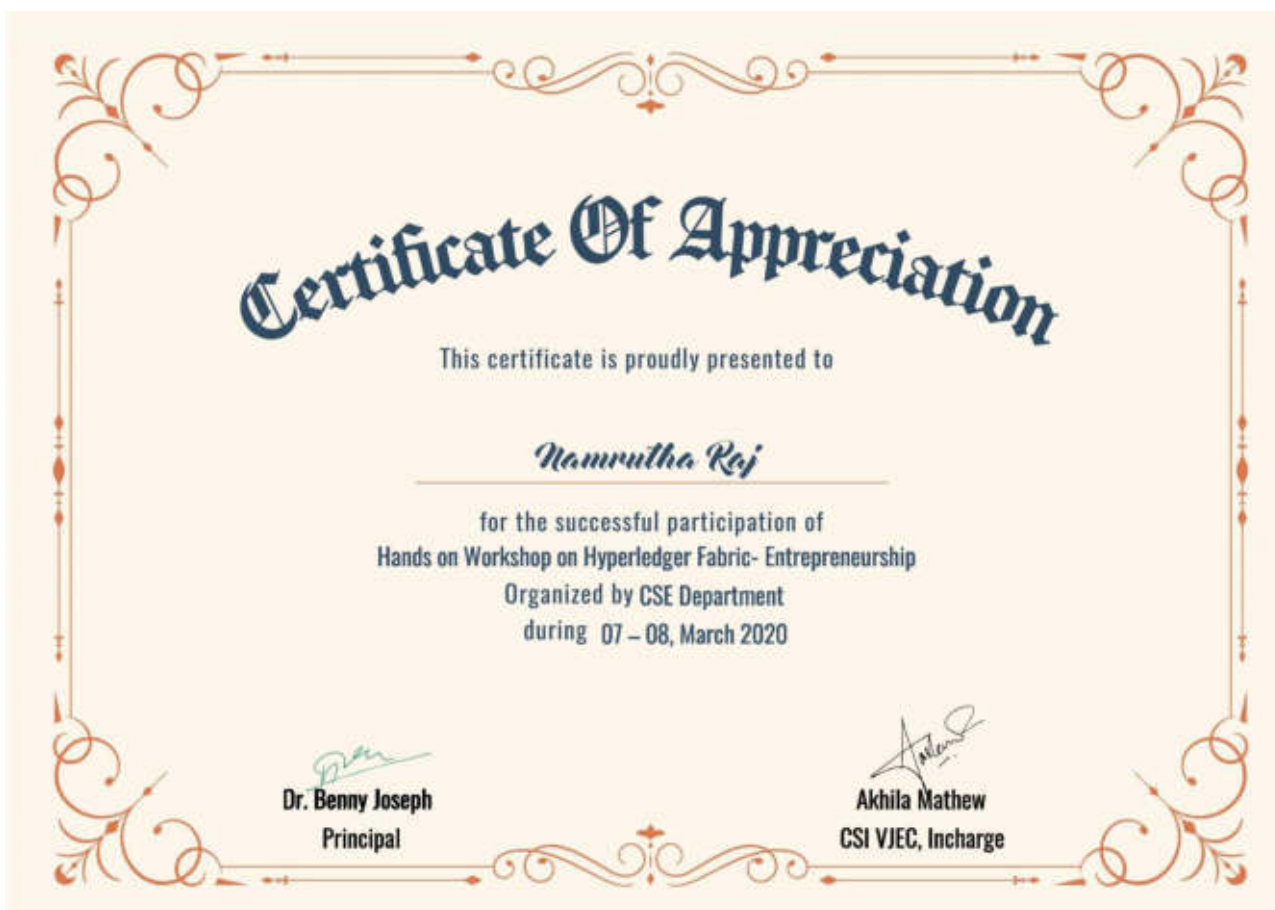 Certificate Of Appreciation
This certificate is proudly presented to
Namrutha Raj
for the successful participation of
Hands on Workshop on Hyperledger Fabric- Entrepreneurship
Organized by CSE Department
during 07 – 08, March 2020
Dr. Benny Joseph
Principal
Akhila Mathew
CSI VJEC, Incharge